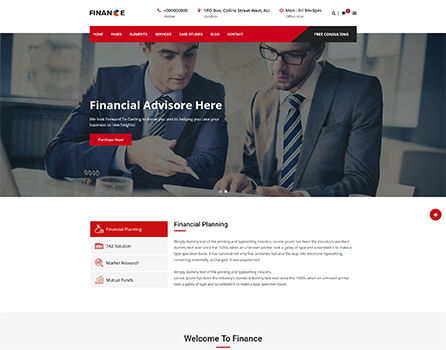 FINANCE
+000000000
Hotline
1PO Box, Collins Street West, AU
Location
Mon - Fri 9am-5pm
Office Hour
HOME PAGES ELEMENTS SERVICES CASE STUDIES BLOG CONTACT
FREE CONSULTING
Financial Advisore Here
We look Forward To Getting to know you and to helping you take your
business to new heights!
Purchase Now!
Financial Planning
TAX Solution
Market Research
Mutual Funds
Financial Planning
Simply dummy text of the printing and typesetting industry. Lorem Ipsum has been the industry's standard
dummy text ever since the 1500s, when an unknown printer took a galley of type and scrambled it to make a
type specimen book. It has survived not only five centuries but also the leap into electronic typesetting,
remaining essentially unchanged. It was popularised
Simply dummy text of the printing and typesetting industry.
Lorem Ipsum has been the industry's standard dummy text ever since the 1500s, when an unknown printer
took a galley of type and scrambled it to make a type specimen book.
Welcome To Finance